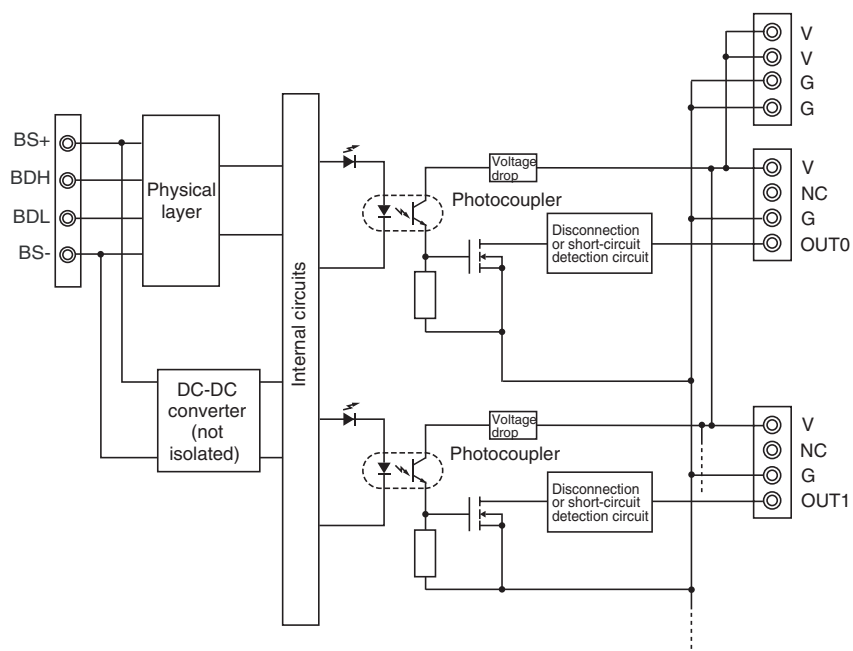 V
V
G
G
BS+
BDH
BDL
BS-
Physical
layer
Internal circuits
Voltage
drop
Photocoupler
Disconnection
or short-circuit
detection circuit
V
NC
G
OUT0
DC-DC
converter
(not
isolated)
Voltage
drop
Photocoupler
Disconnection
or short-circuit
detection circuit
V
NC
G
OUT1